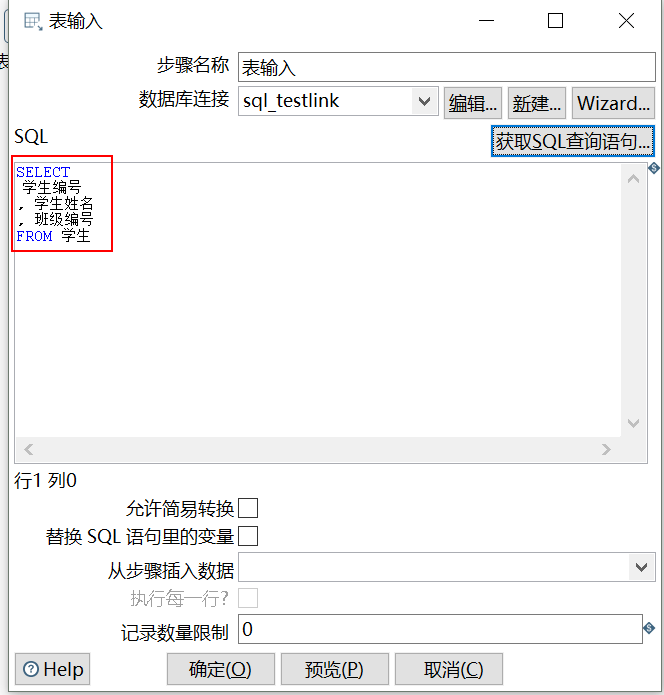 表输入
表
步骤名称 表输入
数据库连接 sql_testlink 编辑... 新建... Wizard...
SQL 获取SQL查询语句...
SELECT
学生编号
, 学生姓名
, 班级编号
FROM 学生
行1 列0
允许简易转换
替换 SQL 语句里的变量
从步骤插入数据
执行每一行?
记录数量限制 0
Help 确定(O) 预览(P) 取消(C)